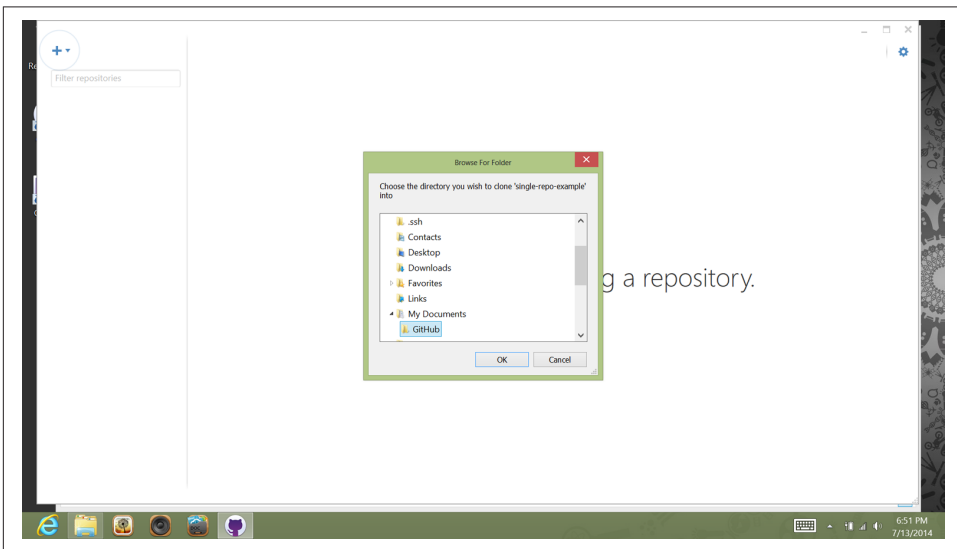 Filter repositories
Browse For Folder
Choose the directory you wish to clone 'single-repo-example'
into
.ssh
Contacts
Desktop
Downloads
Favorites
Links
My Documents
GitHub
g a repository.
OK
Cancel
6:51 PM
7/13/2014